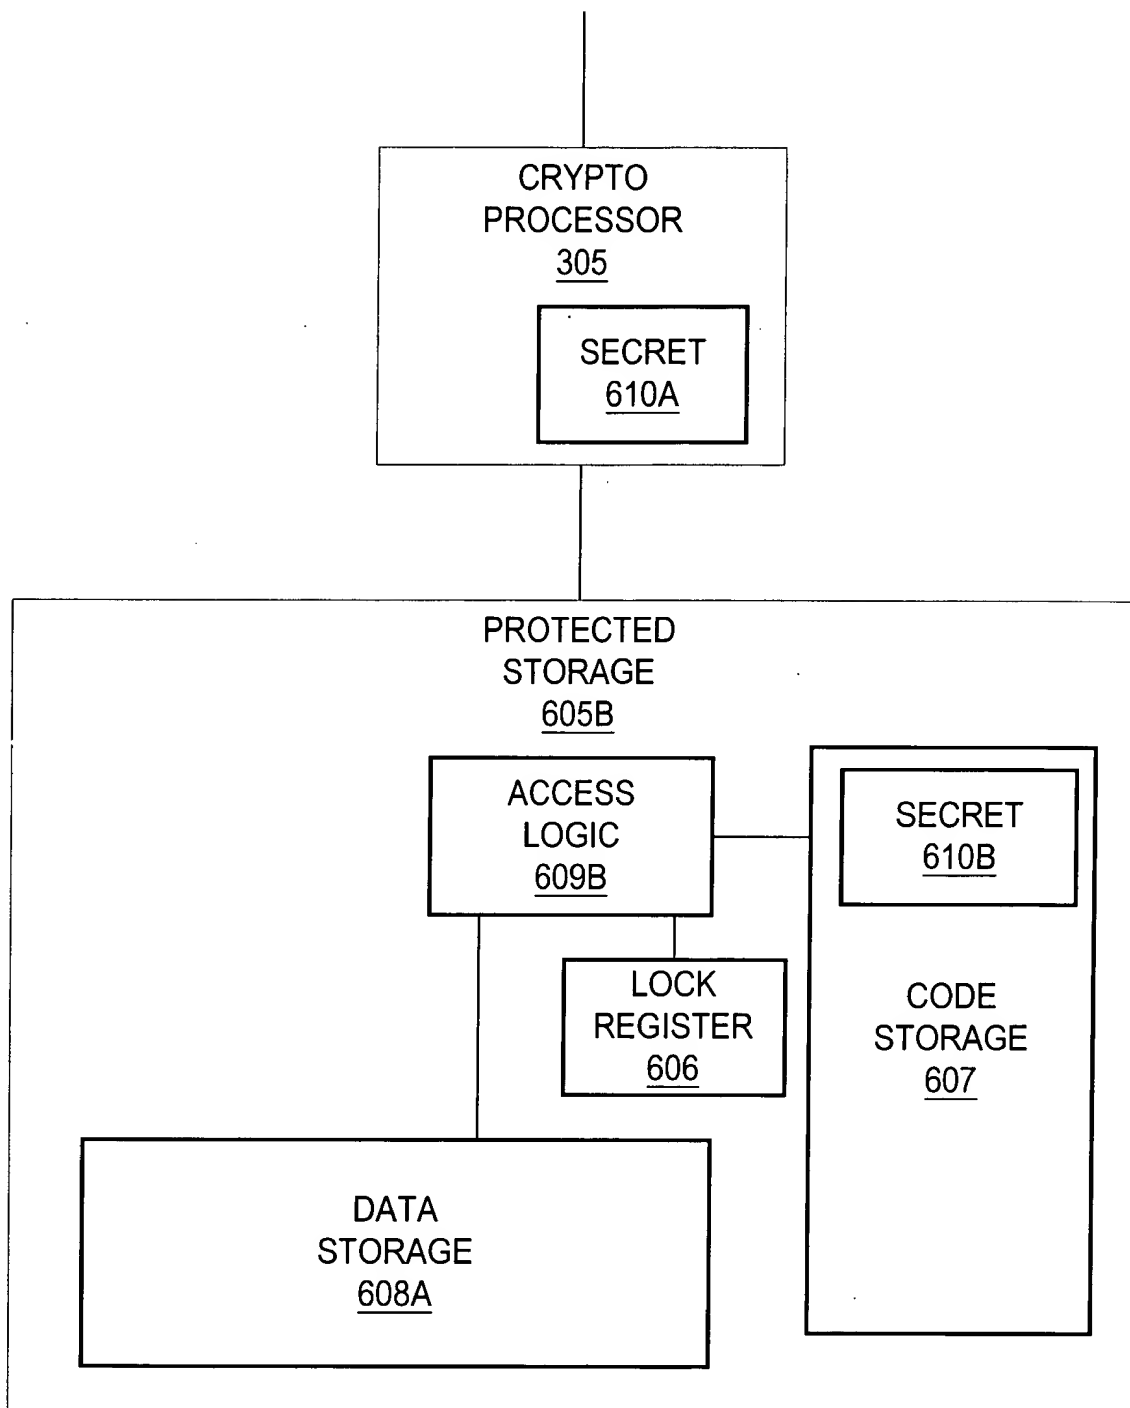 CRYPTO
PROCESSOR
305
SECRET
610A
PROTECTED
STORAGE
605B
ACCESS
LOGIC
609B
SECRET
610B
LOCK
REGISTER
606
CODE
STORAGE
607
DATA
STORAGE
608A